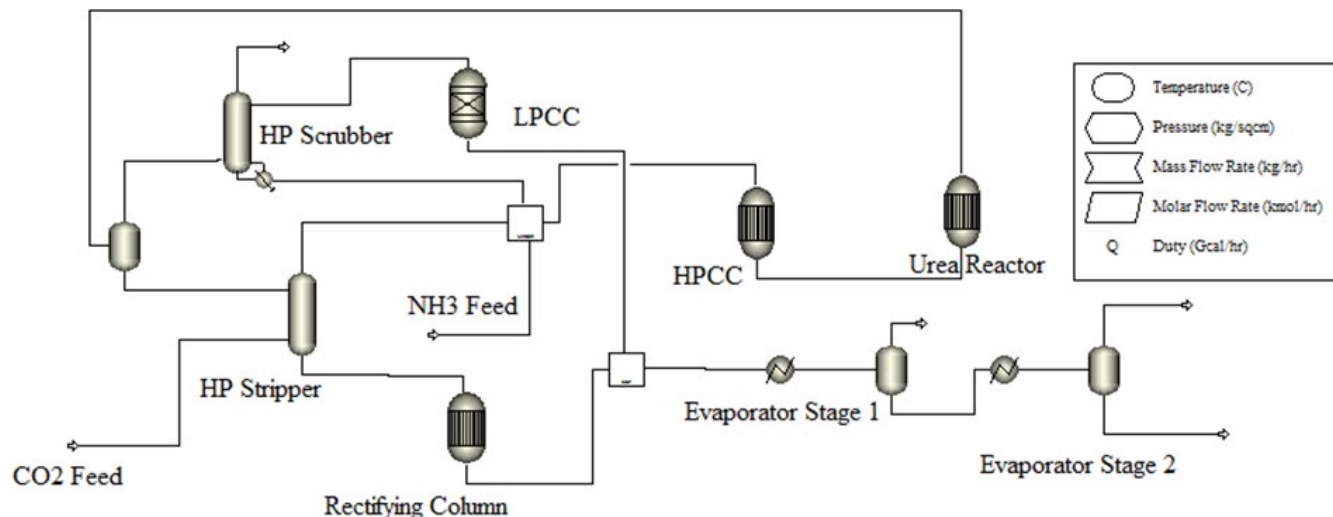 HP Scrubber
LPCC
HPCC
Urea Reactor
NH3 Feed
HP Stripper
CO2 Feed
Rectifying Column
Evaporator Stage 1
Evaporator Stage 2
Temperature (C)
Pressure (kg/sqcm)
Mass Flow Rate (kg/hr)
Molar Flow Rate (kmol/hr)
Q Duty (Gcal/hr)